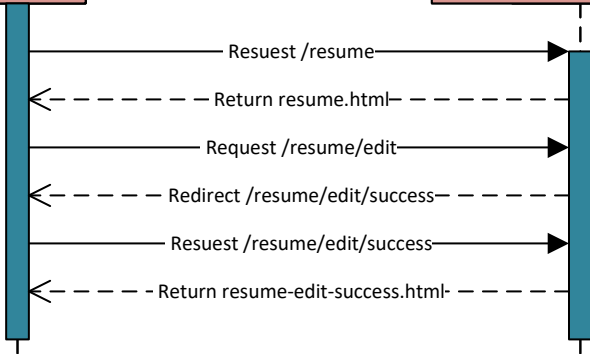 Resuest /resume
Return resume.html
Request /resume/edit
Redirect /resume/edit/success
Resuest /resume/edit/success
Return resume-edit-success.html